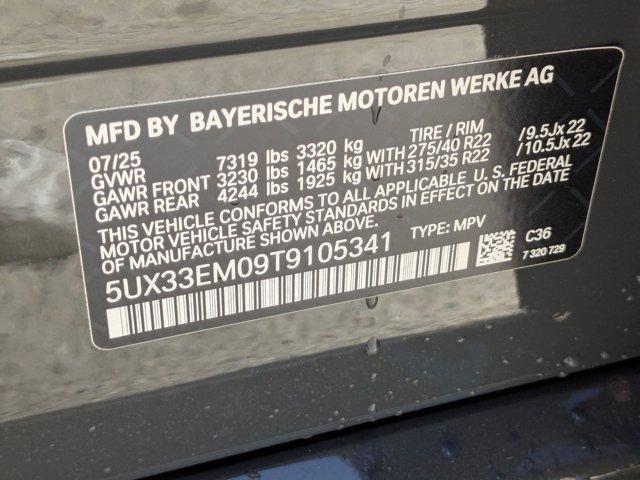 MFD BY BAYERISCHE MOTOREN WERKE AG
07/25 TIRE / RIM
GVWR 7319 lbs 3320 kg
GAWR FRONT 3230 lbs 1465 kg WITH 275/40 R22 /9.5Jx22
GAWR REAR 4244 lbs 1925 kg WITH 315/35 R22 /10.5Jx22
THIS VEHICLE CONFORMS TO ALL APPLICABLE U.S. FEDERAL
MOTOR VEHICLE SAFETY STANDARDS IN EFFECT ON THE DATE
OF MANUFACTURE SHOWN ABOVE.
5UX33EM09T9105341 TYPE: MPV C36
7 320 729